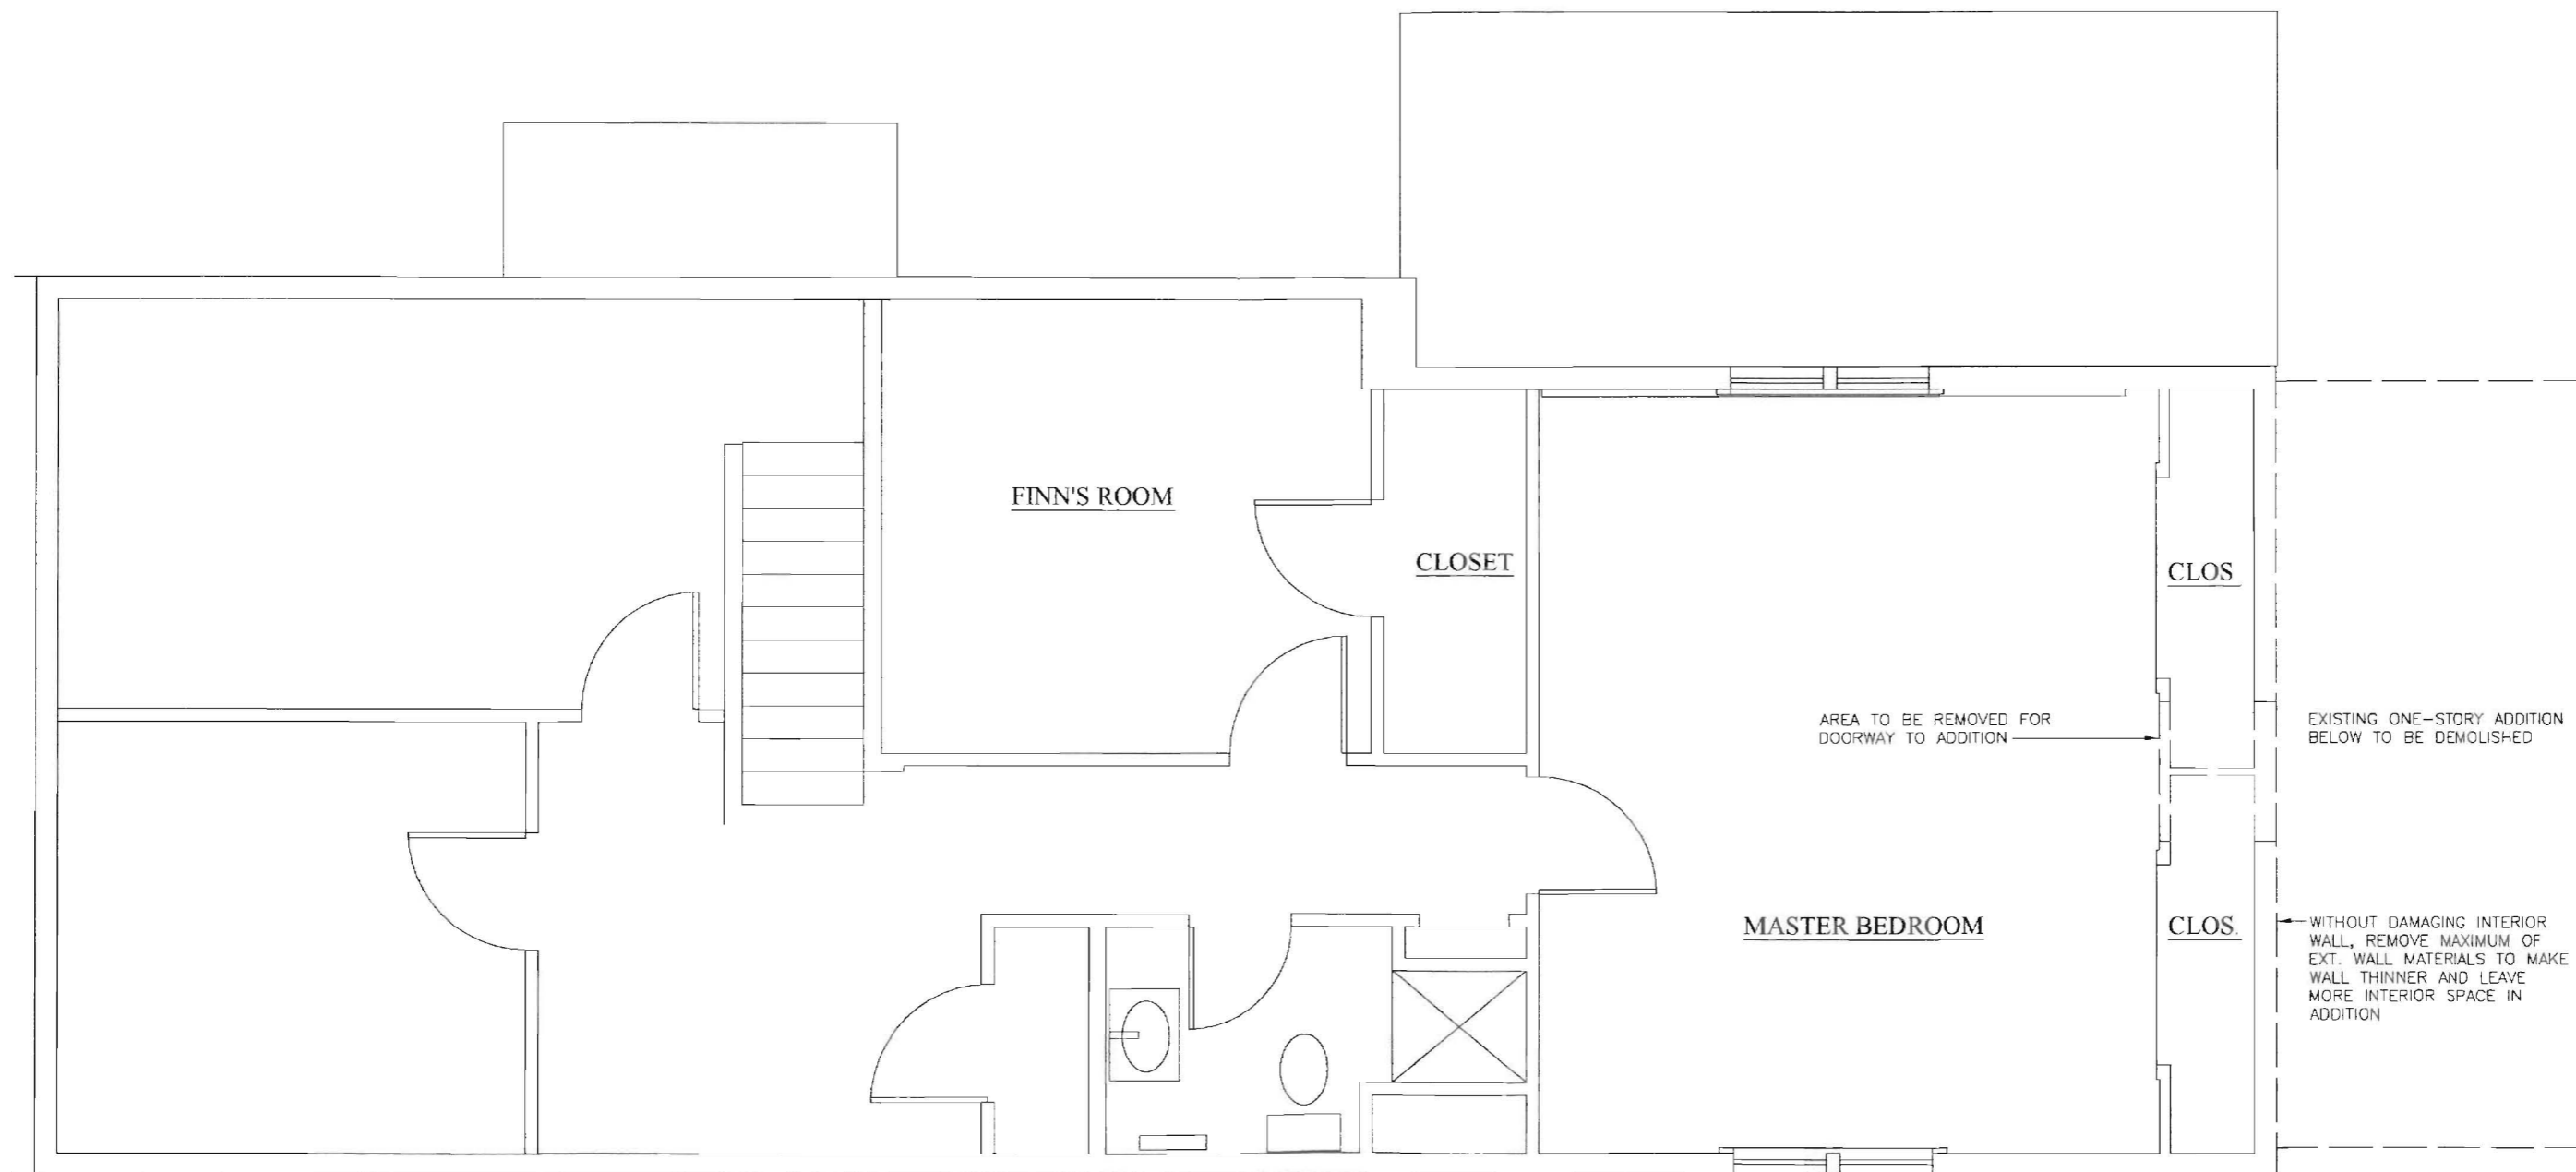 FINN'S ROOM
CLOSET
CLOS
AREA TO BE REMOVED FOR
DOORWAY TO ADDITION
EXISTING ONE-STORY ADDITION
BELOW TO BE DEMOLISHED
MASTER BEDROOM
CLOS.
WITHOUT DAMAGING INTERIOR
WALL, REMOVE MAXIMUM OF
EXT. WALL MATERIALS TO MAKE
WALL THINNER AND LEAVE
MORE INTERIOR SPACE IN
ADDITION